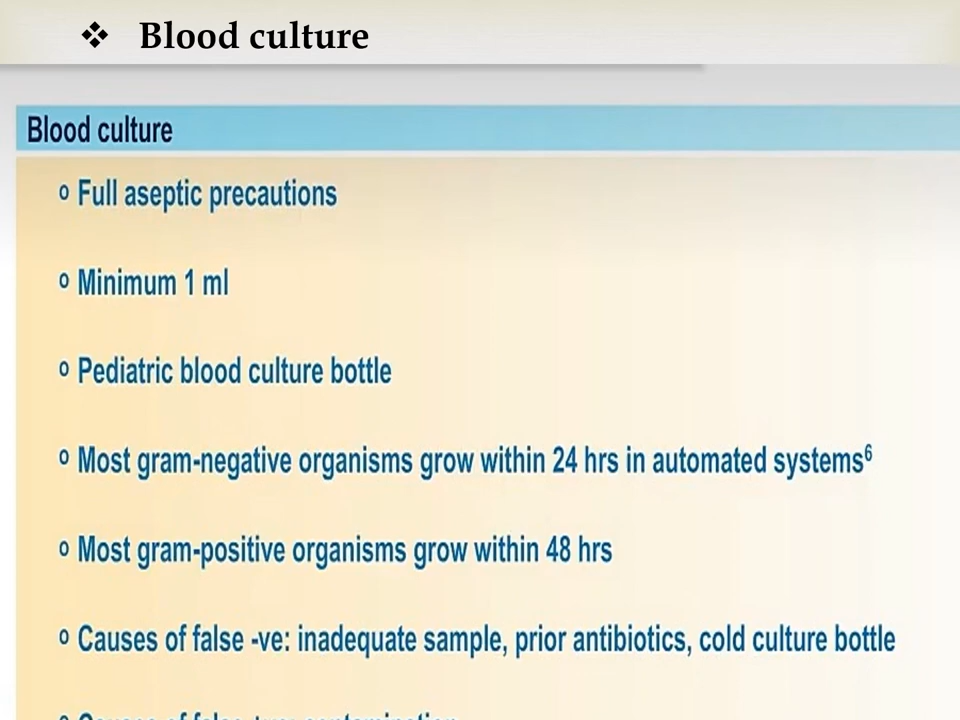 ❖ Blood culture
Blood culture
o Full aseptic precautions
o Minimum 1 ml
o Pediatric blood culture bottle
o Most gram-negative organisms grow within 24 hrs in automated systems⁶
o Most gram-positive organisms grow within 48 hrs
o Causes of false -ve: inadequate sample, prior antibiotics, cold culture bottle